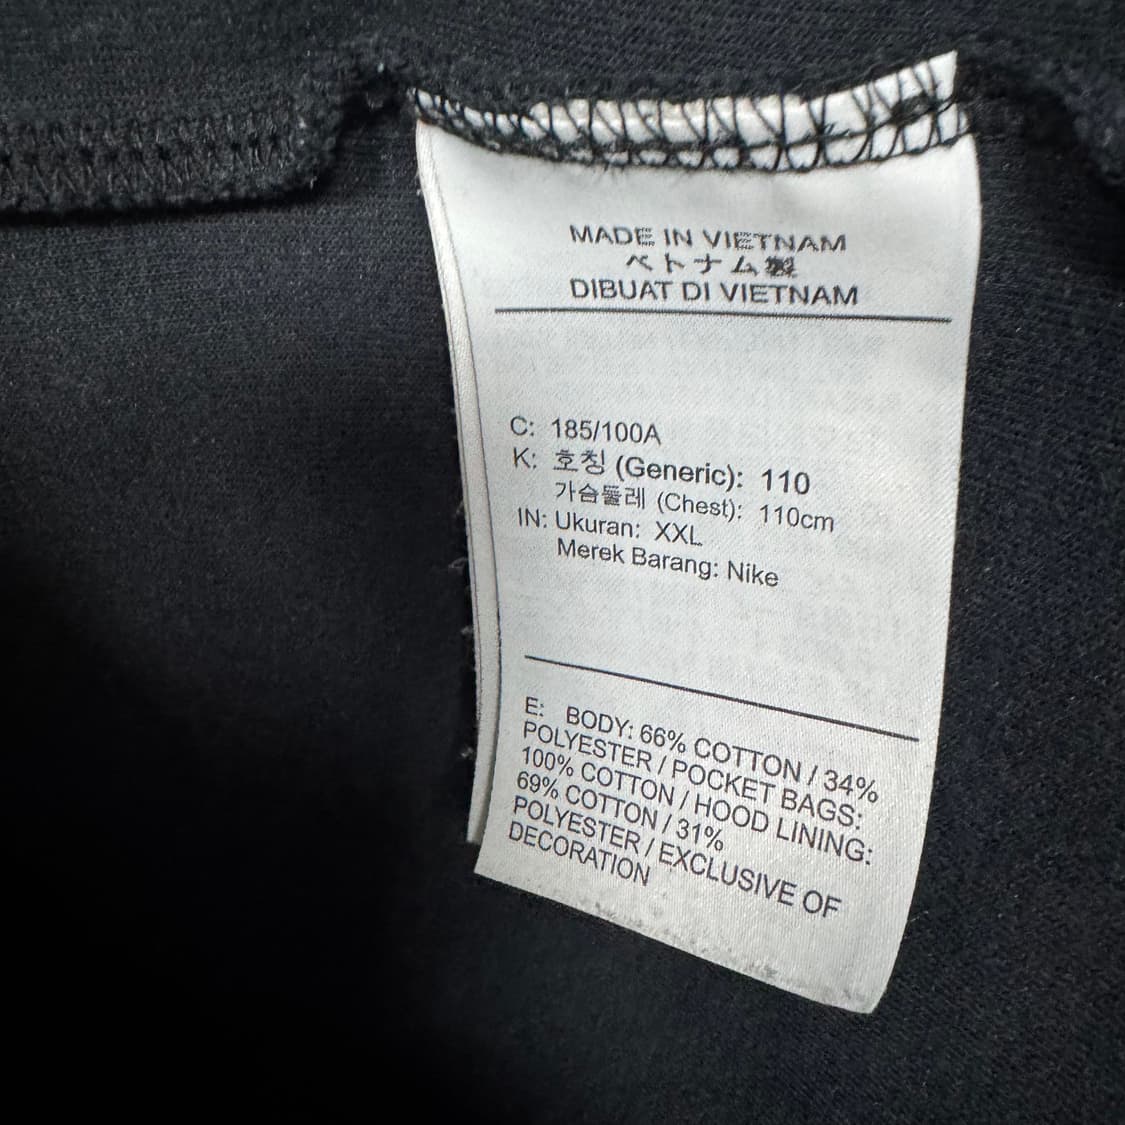 MADE IN VIETNAM
ベトナム製
DIBUAT DI VIETNAM
C: 185/100A
K: 호칭 (Generic): 110
가슴둘레 (Chest): 110cm
IN: Ukuran: XXL
Merek Barang: Nike
E: BODY: 66% COTTON / 34%
POLYESTER / POCKET BAGS:
100% COTTON / HOOD LINING:
69% COTTON / 31%
POLYESTER / EXCLUSIVE OF
DECORATION